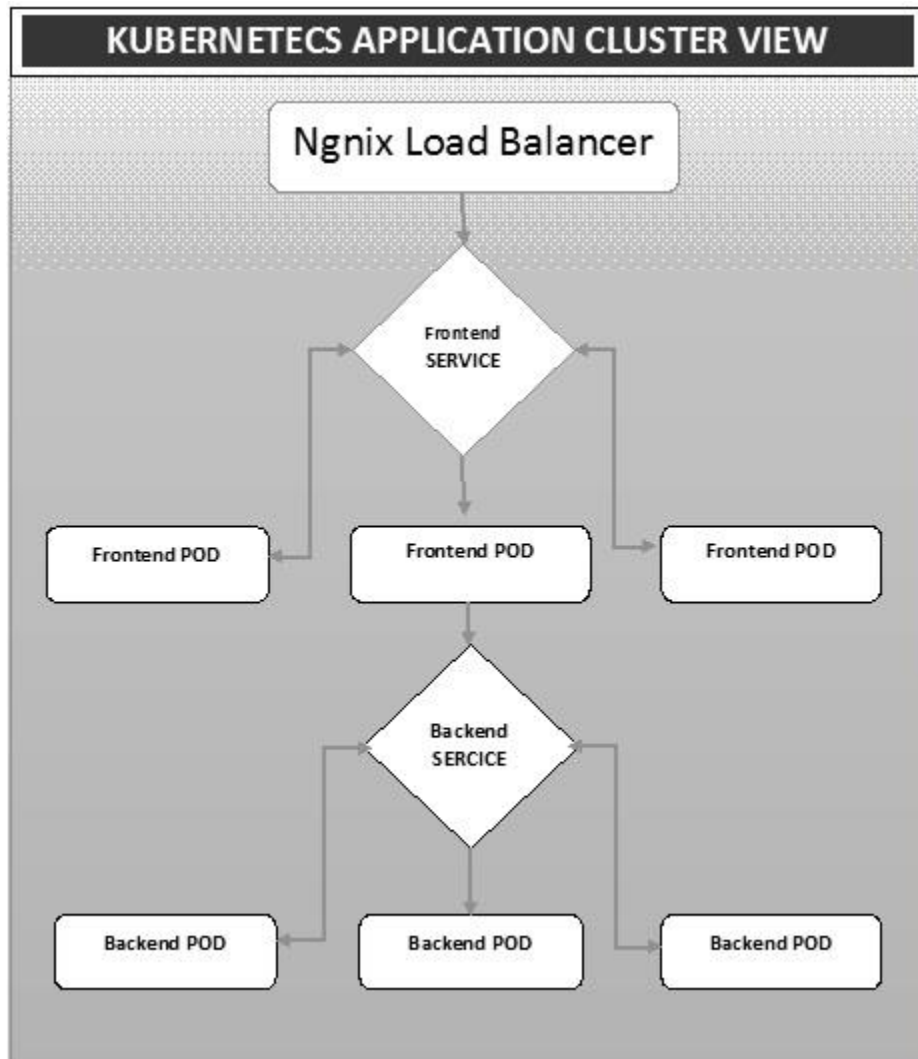 KUBERNETECS APPLICATION CLUSTER VIEW
Ngnix Load Balancer
Frontend
SERVICE
Frontend POD
Frontend POD
Frontend POD
Backend
SERCICE
Backend POD
Backend POD
Backend POD